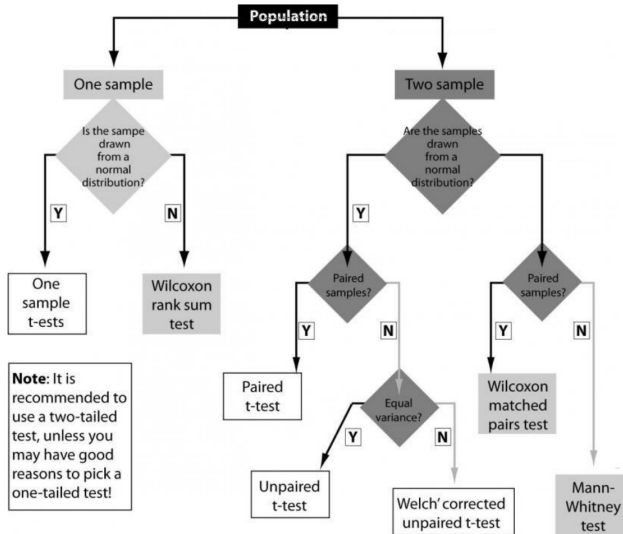 Population
One sample
Two sample
Is the sampe
drawn
from a
normal
distribution?
Are the samples
drawn
from a
normal
distribution?
Y
N
Y
One
sample
t-ests
Wilcoxon
rank sum
test
Paired
samples?
Paired
samples?
Y
N
Y
N
Note: It is
recommended to
use a two-tailed
test, unless you
may have good
reasons to pick a
one-tailed test!
Paired
t-test
Equal
variance?
Wilcoxon
matched
pairs test
Y
N
Unpaired
t-test
Welch' corrected
unpaired t-test
Mann-
Whitney
test